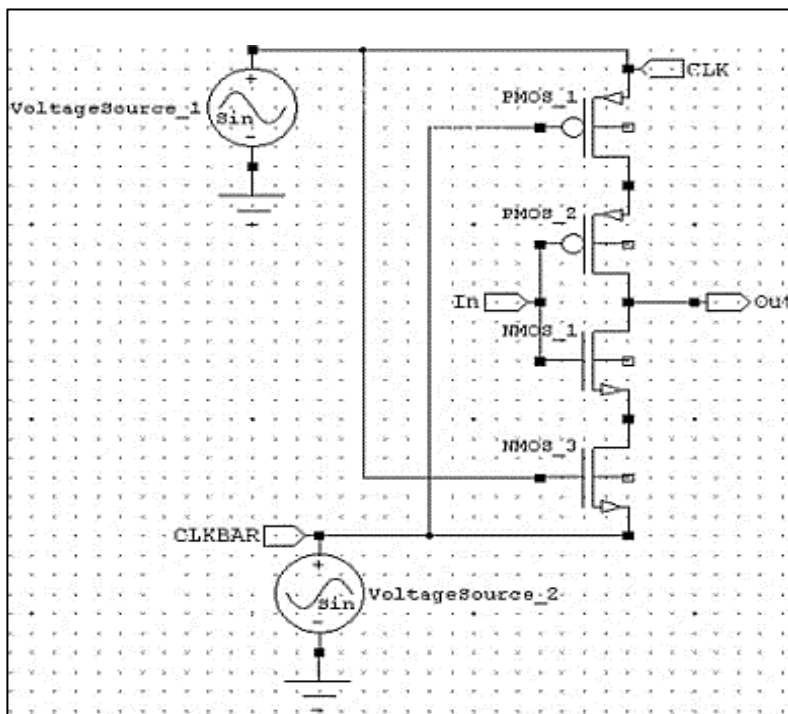 CLK
PMOS_1
VoltageSource_1
Sin
PMOS_2
In
Out
NMOS_1
NMOS_3
CLKBAR
VoltageSource_2
Sin